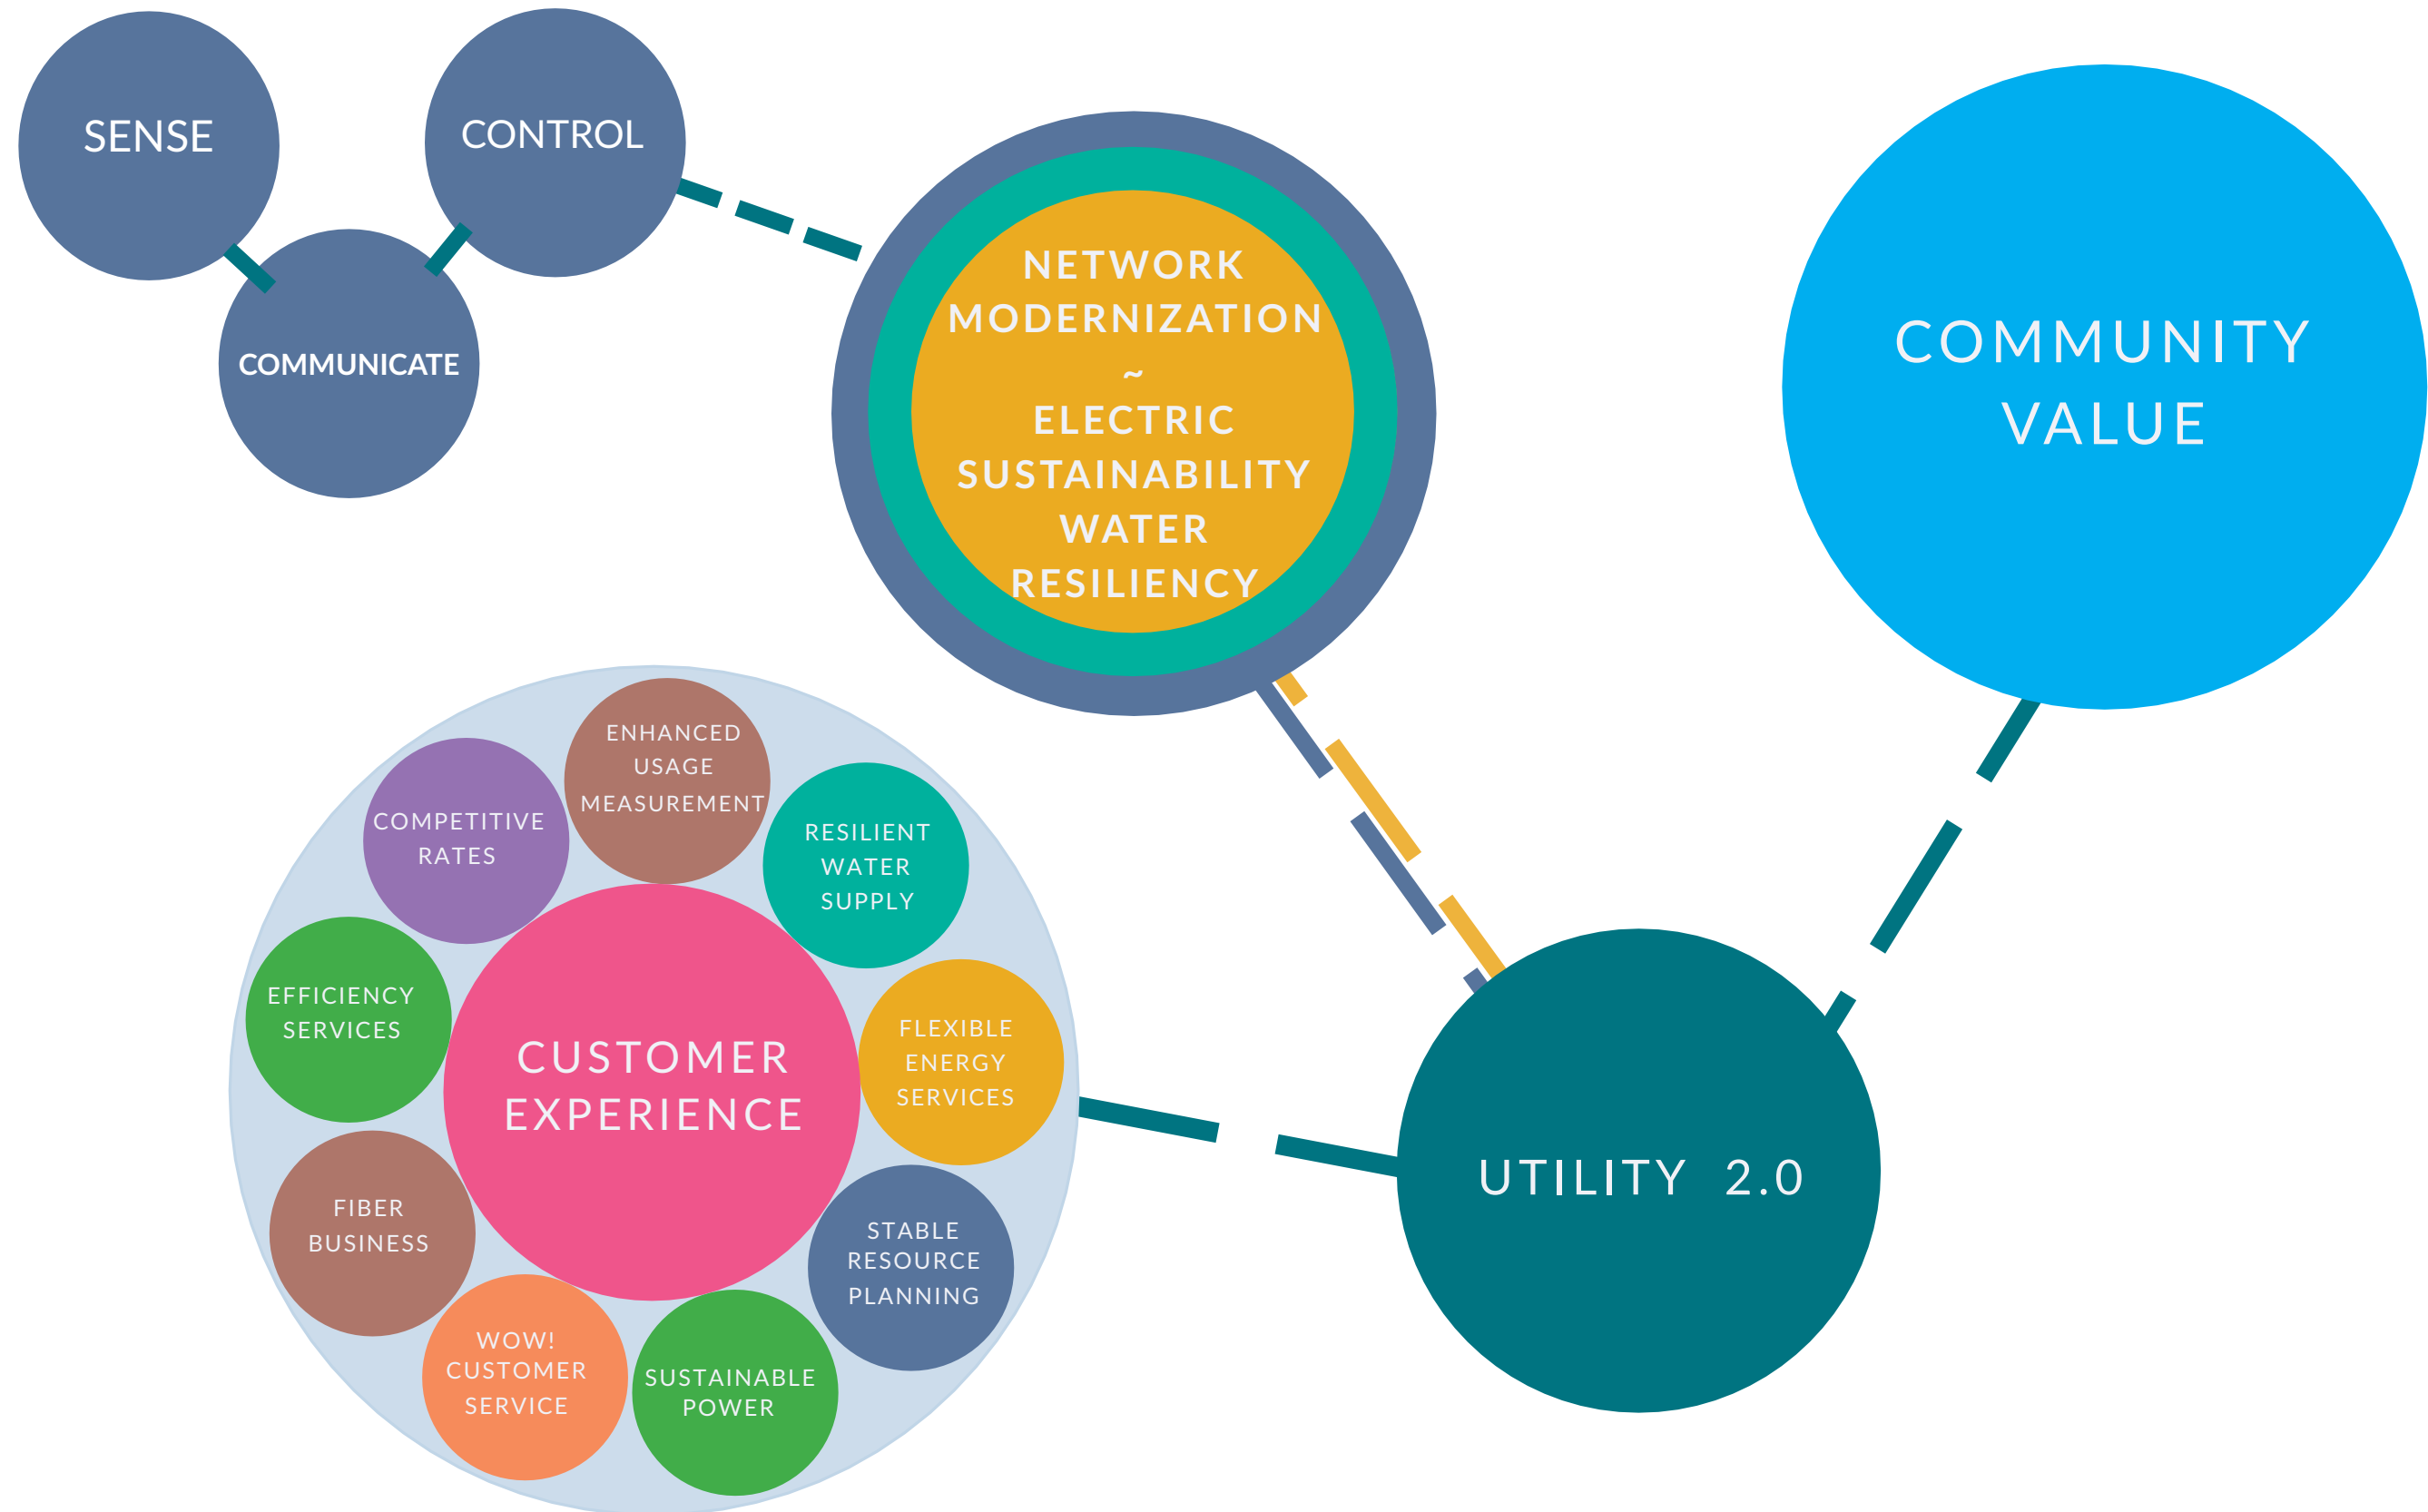 SENSE
CONTROL
COMMUNICATE
NETWORK
MODERNIZATION
~
ELECTRIC
SUSTAINABILITY
WATER
RESILIENCY
COMMUNITY
VALUE
ENHANCED
USAGE
MEASUREMENT
COMPETITIVE
RATES
RESILIENT
WATER
SUPPLY
EFFICIENCY
SERVICES
FLEXIBLE
ENERGY
SERVICES
CUSTOMER
EXPERIENCE
FIBER
BUSINESS
STABLE
RESOURCE
PLANNING
WOW!
CUSTOMER
SERVICE
SUSTAINABLE
POWER
UTILITY 2.0